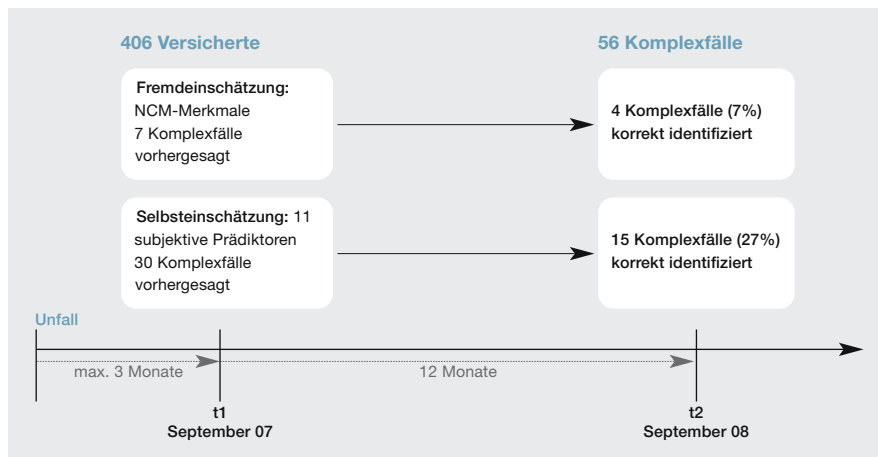 406 Versicherte
56 Komplexfälle
Fremdeinschätzung:
NCM-Merkmale
7 Komplexfälle
vorhergesagt
4 Komplexfälle (7%)
korrekt identifiziert
Selbsteinschätzung: 11
subjektive Prädiktoren
30 Komplexfälle
vorhergesagt
15 Komplexfälle (27%)
korrekt identifiziert
Unfall
max. 3 Monate
12 Monate
t1
September 07
t2
September 08